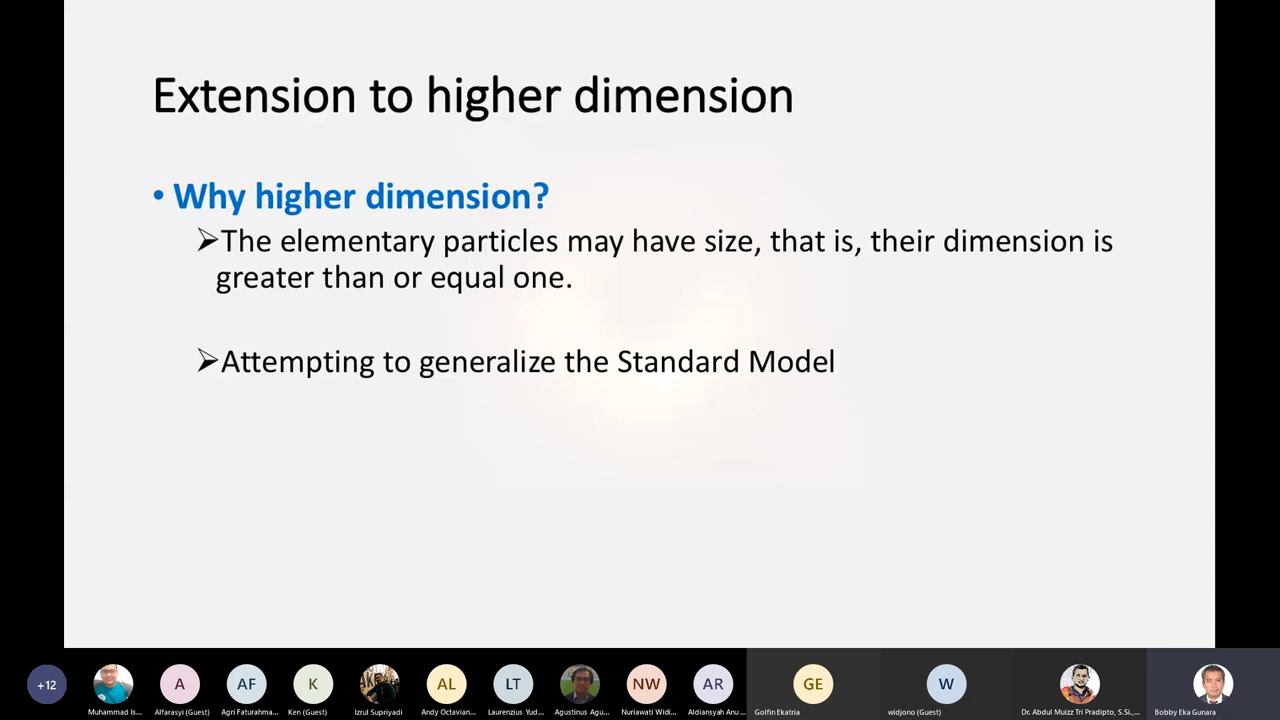 Extension to higher dimension
• Why higher dimension?
➢The elementary particles may have size, that is, their dimension is
greater than or equal one.
➢Attempting to generalize the Standard Model
+12
A
AF
K
AL
LT
NW
AR
GE
W
Muhammad Is...
Alfarasyi (Guest)
Agri Faturahma...
Ken (Guest)
Izrul Supriyadi
Andy Octavian...
Laurenzius Yud...
Agustinus Agu...
Nuriawati Widi...
Aldiansyah Anu...
Golfin Ekatria
widjono (Guest)
Dr. Abdul Muizz Tri Pradipto, S.Si.,...
Bobby Eka Gunara